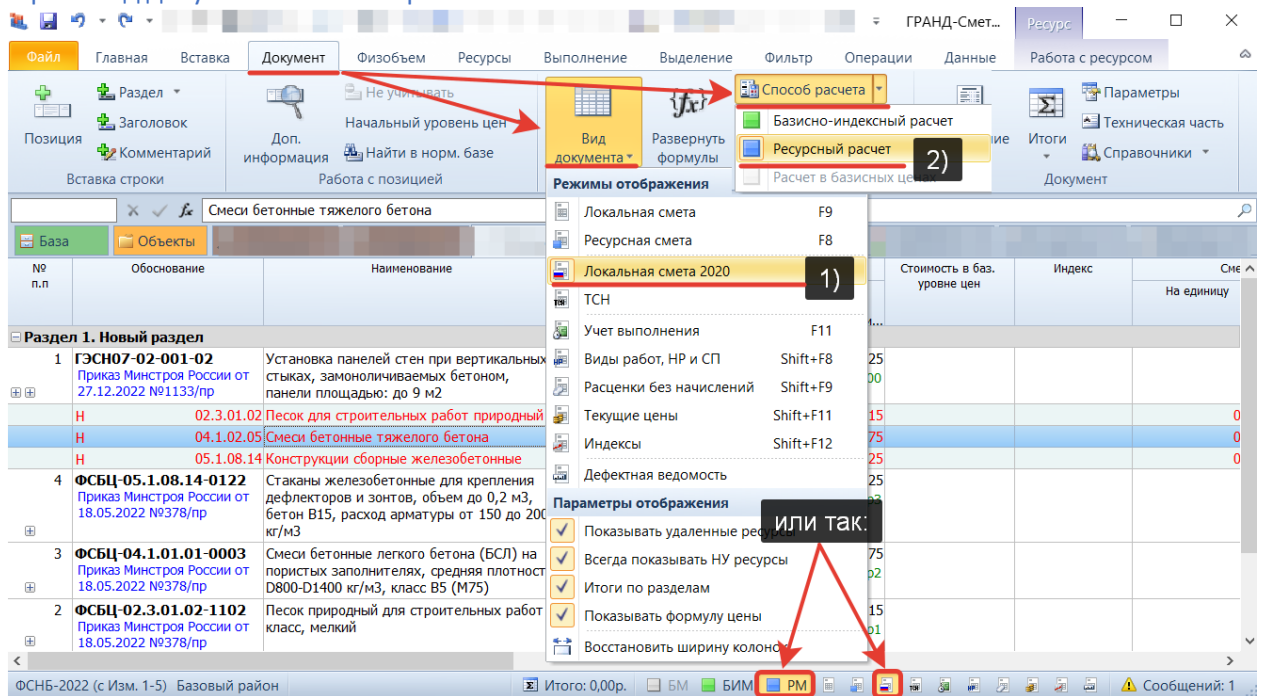 ГРАНД-Смет...
Ресурс
Файл Главная Вставка Документ Физобъем Ресурсы Выполнение Выделение Фильтр Операции Данные Работа с ресурсом
Позиция
Раздел
Заголовок
Комментарий
Вставка строки
Доп.
информация
Не учитывать
Начальный уровень цен
Найти в норм. базе
Работа с позицией
Вид
документа
Развернуть
формулы
Способ расчета
Базисно-индексный расчет
Ресурсный расчет
2)
Расчет в базисных ценах
Итоги
Параметры
Техническая часть
Справочники
Документ
Смеси бетонные тяжелого бетона
База
Объекты
Режимы отображения
Локальная смета F9
Ресурсная смета F8
Локальная смета 2020
1)
ТСН
Учет выполнения F11
Виды работ, НР и СП Shift+F8
Расценки без начислений Shift+F9
Текущие цены Shift+F11
Индексы Shift+F12
Дефектная ведомость
Параметры отображения
Показывать удаленные ресурсы
Всегда показывать НУ ресурсы
Итоги по разделам
Показывать формулу цены
Восстановить ширину колонок
или так:
№
п.п
Обоснование
Наименование
Стоимость в баз.
уровне цен
Индекс
Сме
На единицу
Раздел 1. Новый раздел
1 ГЭСН07-02-001-02 Установка панелей стен при вертикальных 25
Приказ Минстроя России от стыках, замоноличиваемых бетоном,
27.12.2022 №1133/пр панели площадью: до 9 м2
Н 02.3.01.02 Песок для строительных работ природный 15 0
Н 04.1.02.05 Смеси бетонные тяжелого бетона 75 0
Н 05.1.08.14 Конструкции сборные железобетонные 25 0
4 ФСБЦ-05.1.08.14-0122 Стаканы железобетонные для крепления 25
Приказ Минстроя России от дефлекторов и зонтов, объем до 0,2 м3,
18.05.2022 №378/пр бетон В15, расход арматуры от 150 до 200
кг/м3
3 ФСБЦ-04.1.01.01-0003 Смеси бетонные легкого бетона (БСЛ) на 75
Приказ Минстроя России от пористых заполнителях, средняя плотност
18.05.2022 №378/пр D800-D1400 кг/м3, класс В5 (М75)
2 ФСБЦ-02.3.01.02-1102 Песок природный для строительных работ 15
Приказ Минстроя России от класс, мелкий
18.05.2022 №378/пр
ФСНБ-2022 (с Изм. 1-5) Базовый район Итого: 0,00р. БМ БИМ РМ Сообщений: 1